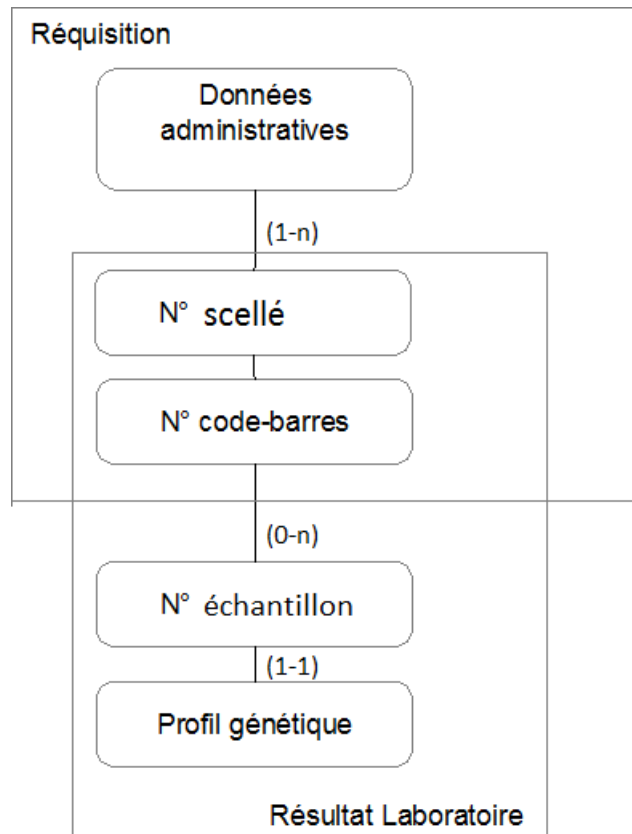 Réquisition
Données
administratives
(1-n)
N° scellé
N° code-barres
(0-n)
N° échantillon
(1-1)
Profil génétique
Résultat Laboratoire